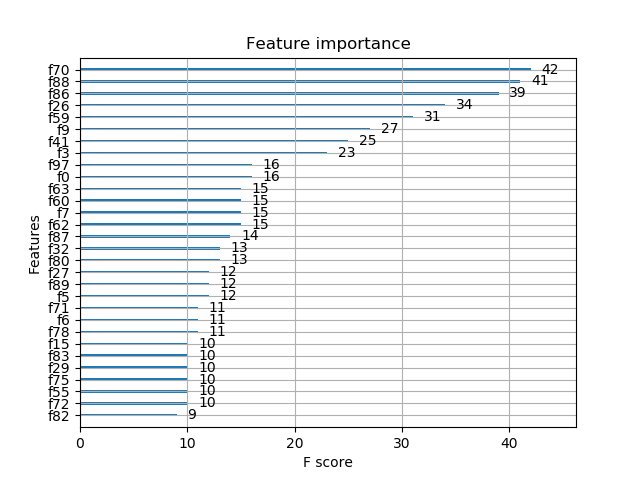 Feature importance
f70 42
f88 41
f86 39
f26 34
f59 31
f9 27
f41 25
f3 23
f97 16
f0 16
f63 15
f60 15
f7 15
f62 15
f87 14
f32 13
f80 13
f27 12
f89 12
f5 12
f71 11
f6 11
f78 11
f15 10
f83 10
f29 10
f75 10
f55 10
f72 10
f82 9
Features
0 10 20 30 40
F score